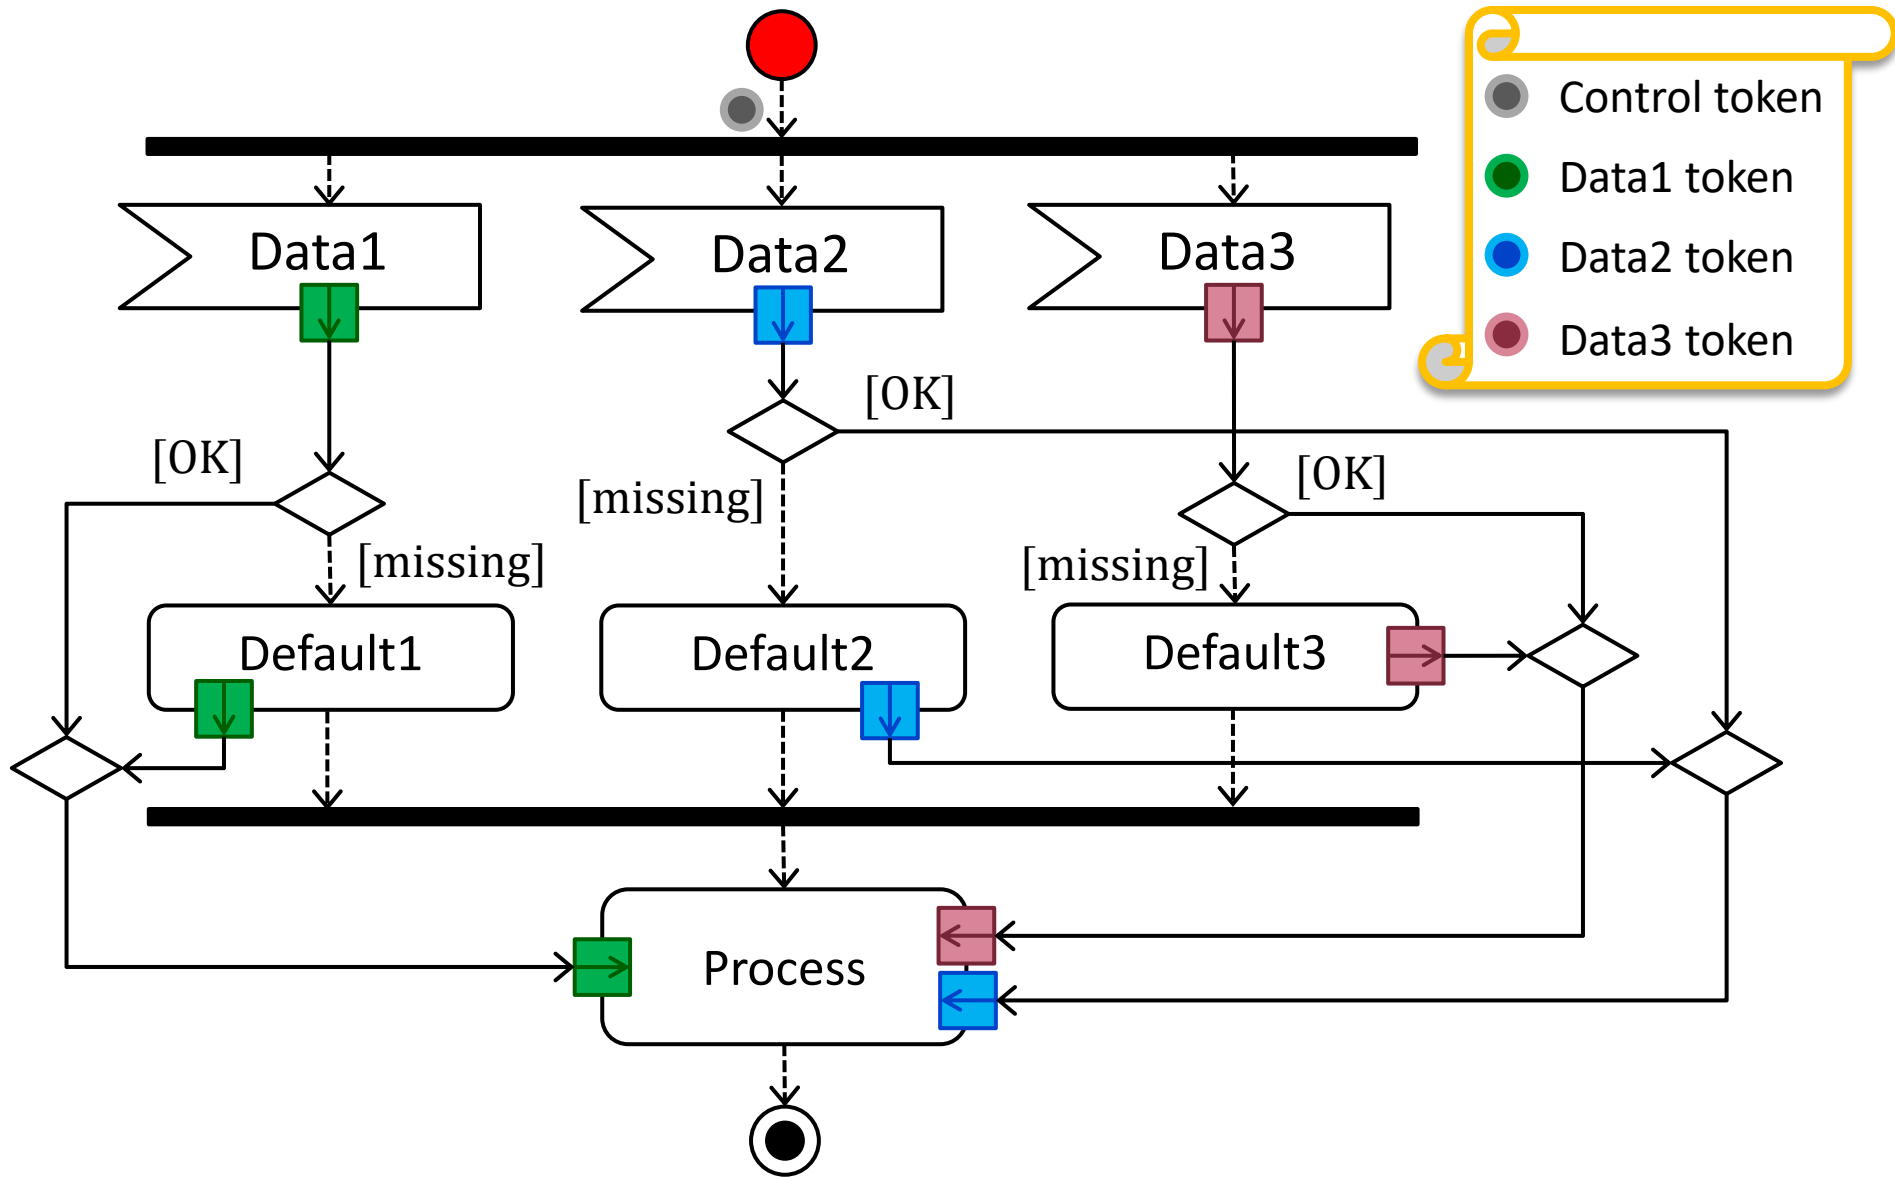 Control token
Data1 token
Data2 token
Data3 token
Data1
Data2
Data3
[OK]
[OK]
[OK]
[missing]
[missing]
[missing]
Default1
Default2
Default3
Process